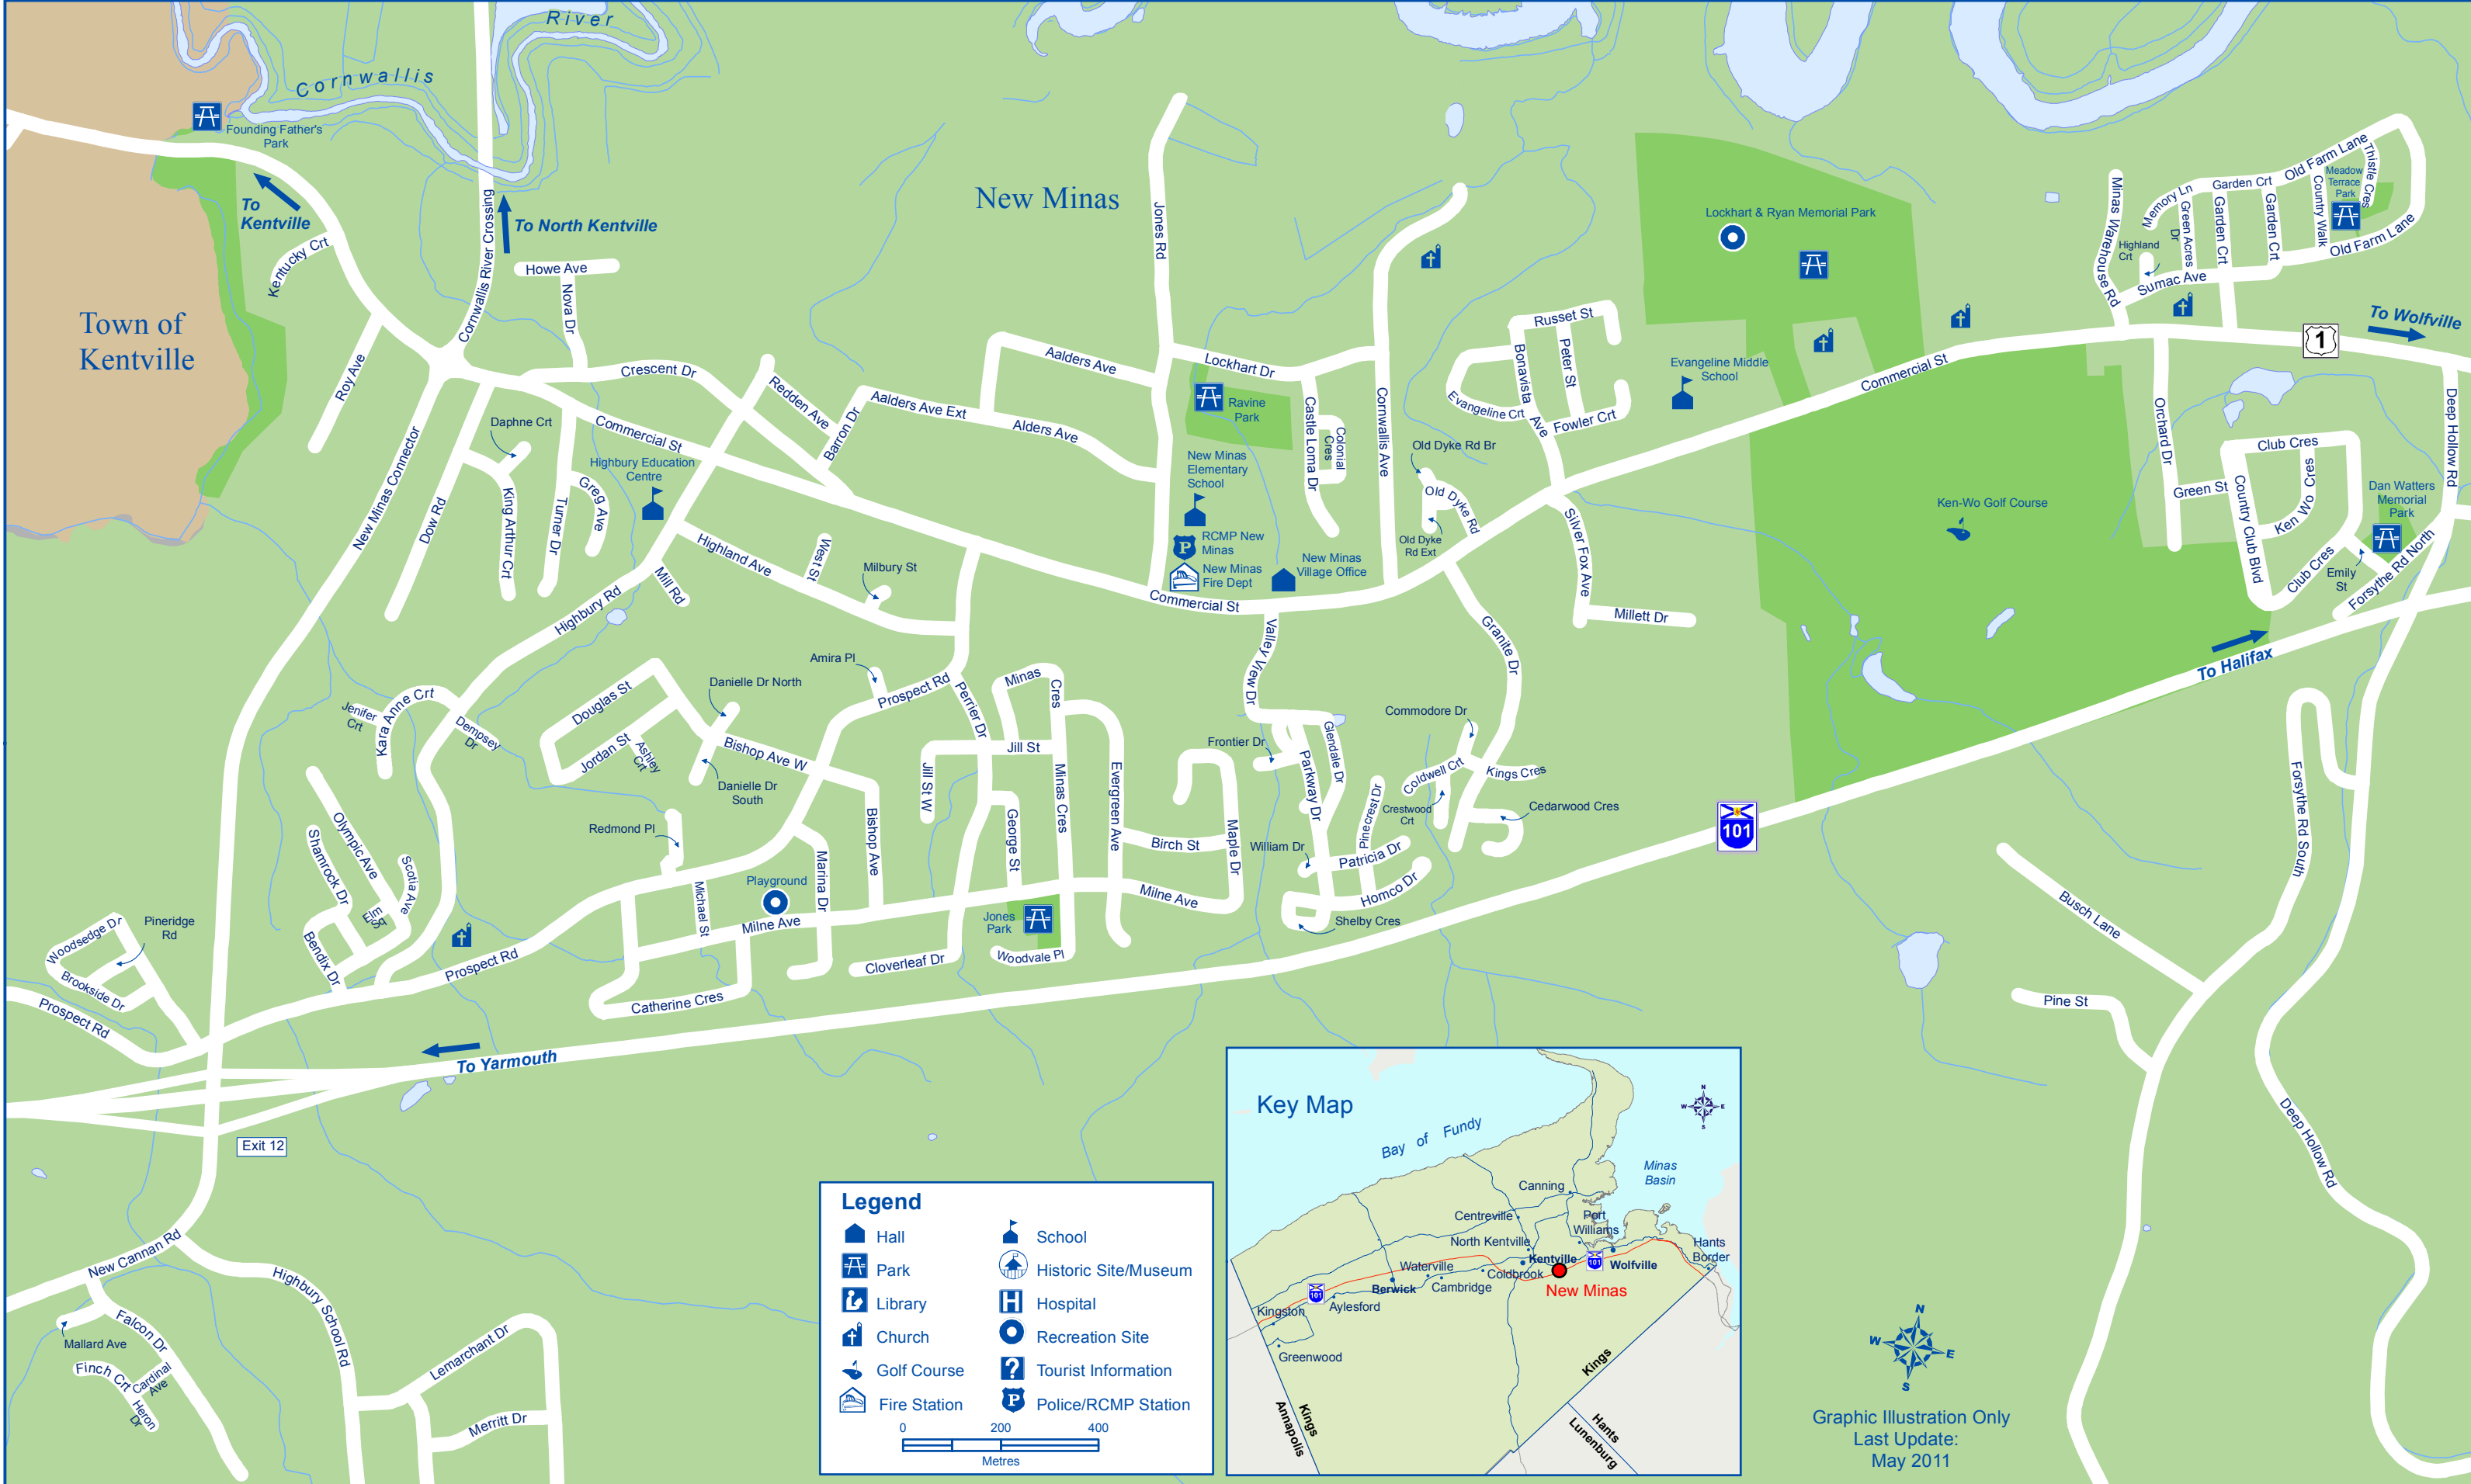 River
Cornwallis
Founding Father's
Park
To
Kentville
To North Kentville
New Minas
Town of
Kentville
Kentucky Crt
Cornwallis River Crossing
Howe Ave
Nova Dr
Roy Ave
Crescent Dr
Redden Ave
Barron Dr
Aalders Ave Ext
Aalders Ave
Alders Ave
Jones Rd
Lockhart Dr
Ravine
Park
Castle Loma Dr
Colonial
Cres
Cornwallis Ave
Lockhart & Ryan Memorial Park
Russet St
Peter St
Bonavista Ave
Evangeline Crt
Fowler Crt
Evangeline Middle
School
Commercial St
Minas Warehouse Rd
Memory Ln
Green Acres
Dr
Highland
Crt
Garden Crt
Garden Crt
Garden Crt
Old Farm Lane
Country Walk
Thistle Cres
Meadow
Terrace
Park
Old Farm Lane
Sumac Ave
To Wolfville
1
Orchard Dr
Deep Hollow Rd
Club Cres
Ken Wo Cres
Green St
Country Club Blvd
Club Cres
Emily
St
Dan Watters
Memorial
Park
Forsythe Rd North
Ken-Wo Golf Course
To Halifax
New Minas Connector
Dow Rd
Daphne Crt
King Arthur Crt
Turner Dr
Greg Ave
Highbury Education
Centre
Commercial St
Highland Ave
West St
Milbury St
Mill Rd
Highbury Rd
New Minas
Elementary
School
RCMP New
Minas
New Minas
Fire Dept
New Minas
Village Office
Commercial St
Old Dyke Rd Br
Old Dyke Rd
Old Dyke
Rd Ext
Silver Fox Ave
Millett Dr
Granite Dr
Valley View Dr
Amira Pl
Prospect Rd
Perrier Dr
Minas
Cres
Danielle Dr North
Douglas St
Jordan St
Ashley
Crt
Danielle Dr
South
Bishop Ave W
Bishop Ave
Jenifer
Crt
Kara Anne Crt
Dempsey
Dr
Jill St
Jill St W
George St
Minas Cres
Evergreen Ave
Birch St
Maple Dr
Milne Ave
Frontier Dr
Glendale Dr
Parkway Dr
Commodore Dr
Coldwell Crt
Kings Cres
Crestwood
Crt
Cedarwood Cres
Pinecrest Dr
William Dr
Patricia Dr
Homco Dr
Shelby Cres
101
Olympic Ave
Shamrock Dr
Scotia Ave
Elm
Sq
Bendix Dr
Redmond Pl
Michael St
Playground
Marina Dr
Milne Ave
Jones
Park
Woodvale Pl
Cloverleaf Dr
Catherine Cres
Prospect Rd
Woodsedge Dr
Pineridge
Rd
Brookside Dr
Prospect Rd
To Yarmouth
Exit 12
Forsythe Rd South
Busch Lane
Pine St
Deep Hollow Rd
New Cannan Rd
Highbury School Rd
Mallard Ave
Falcon Dr
Finch Crt
Cardinal
Ave
Heron
Dr
Lemarchant Dr
Merritt Dr
Legend
Hall
Park
Library
Church
Golf Course
Fire Station
School
Historic Site/Museum
Hospital
Recreation Site
Tourist Information
Police/RCMP Station
0 200 400
Metres
Key Map
Bay of Fundy
Minas
Basin
N
W E
S
Canning
Centreville
Port
Williams
North Kentville
Kentville
101
Wolfville
Hants
Border
Waterville
Coldbrook
Berwick
Cambridge
New Minas
101
Kingston
Aylesford
Greenwood
Kings
Annapolis
Kings
Hants
Lunenburg
N
W E
S
Graphic Illustration Only
Last Update:
May 2011